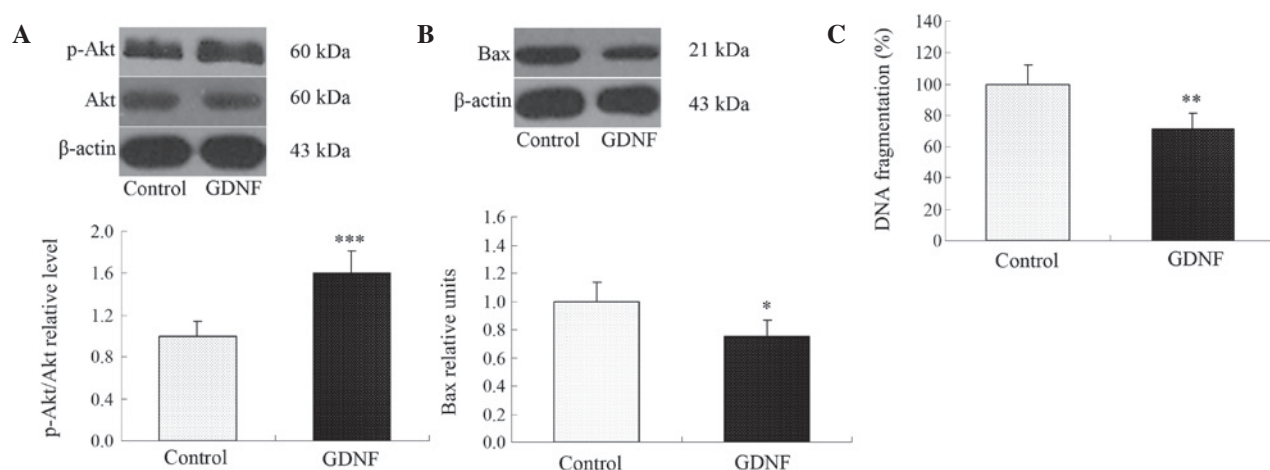 A
p-Akt 60 kDa
Akt 60 kDa
β-actin 43 kDa
Control GDNF
p-Akt/Akt relative level
2.0
1.6
1.2
0.8
0.4
0.0
***
Control GDNF
B
Bax 21 kDa
β-actin 43 kDa
Control GDNF
Bax relative units
1.6
1.4
1.2
1.0
0.8
0.6
0.4
0.2
0.0
*
Control GDNF
C
DNA fragmentation (%)
140
120
100
80
60
40
20
0
**
Control GDNF